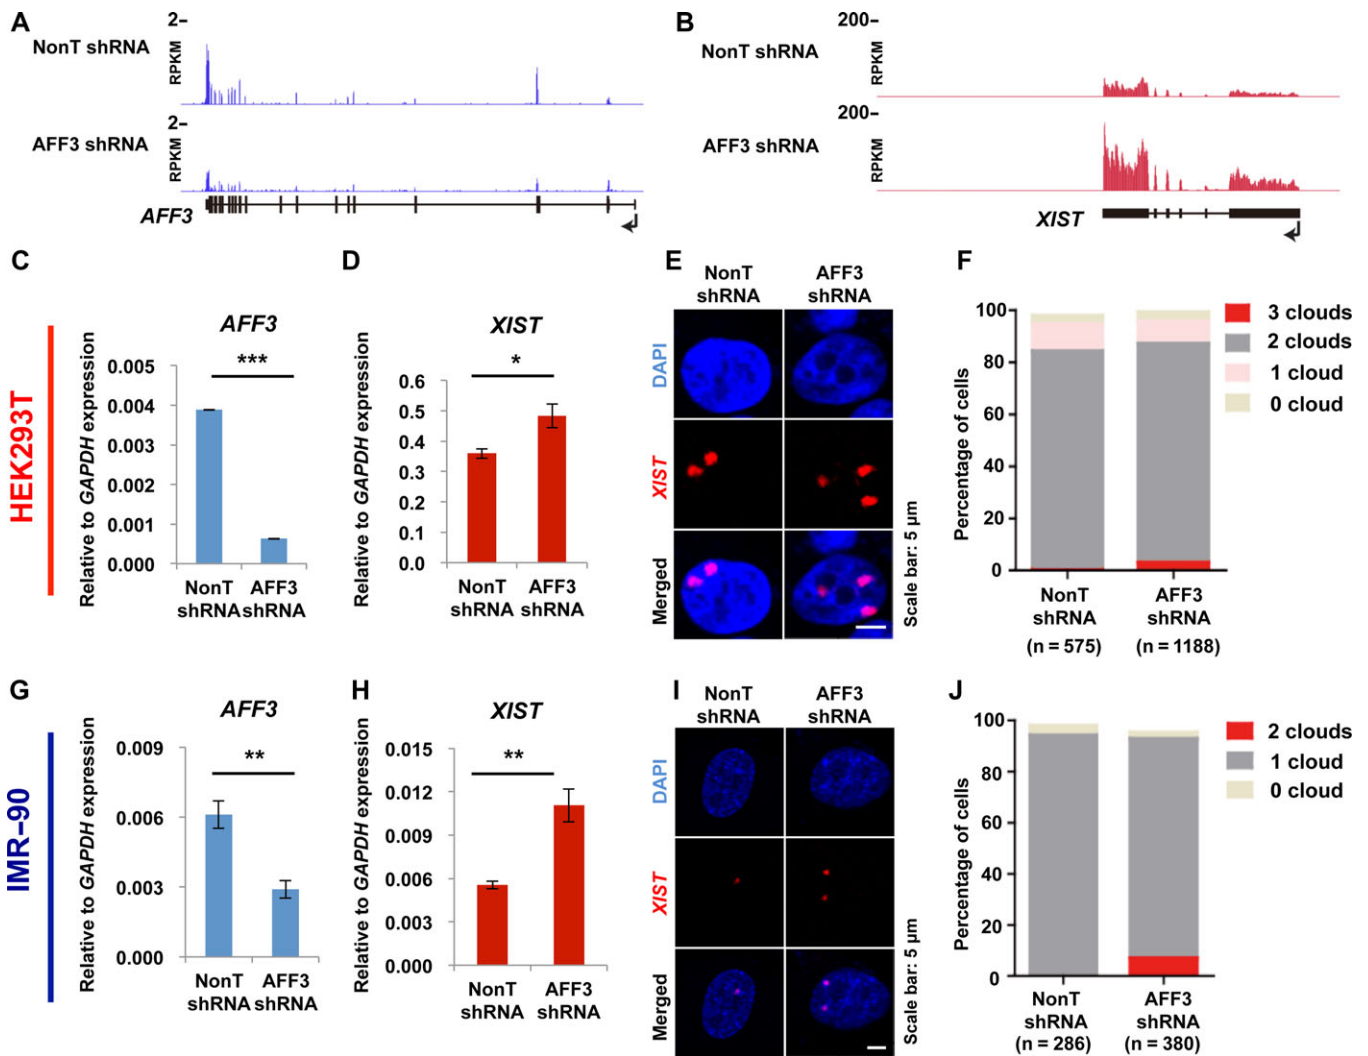 A
2–
NonT shRNA
RPKM
2–
AFF3 shRNA
RPKM
AFF3
B
200–
NonT shRNA
RPKM
200–
AFF3 shRNA
RPKM
XIST
HEK293T
C
AFF3
***
Relative to GAPDH expression
0.005
0.004
0.003
0.002
0.001
0.000
NonT AFF3
shRNA shRNA
D
XIST
*
Relative to GAPDH expression
0.6
0.5
0.4
0.3
0.2
0.1
0.0
NonT AFF3
shRNA shRNA
E
NonT AFF3
shRNA shRNA
DAPI
XIST
Merged
Scale bar: 5 µm
F
Percentage of cells
100
80
60
40
20
0
NonT AFF3
shRNA shRNA
(n = 575) (n = 1188)
3 clouds
2 clouds
1 cloud
0 cloud
IMR–90
G
AFF3
**
Relative to GAPDH expression
0.009
0.006
0.003
0.000
NonT AFF3
shRNA shRNA
H
XIST
**
Relative to GAPDH expression
0.015
0.012
0.009
0.006
0.003
0.000
NonT AFF3
shRNA shRNA
I
NonT AFF3
shRNA shRNA
DAPI
XIST
Merged
Scale bar: 5 µm
J
Percentage of cells
100
80
60
40
20
0
NonT AFF3
shRNA shRNA
(n = 286) (n = 380)
2 clouds
1 cloud
0 cloud